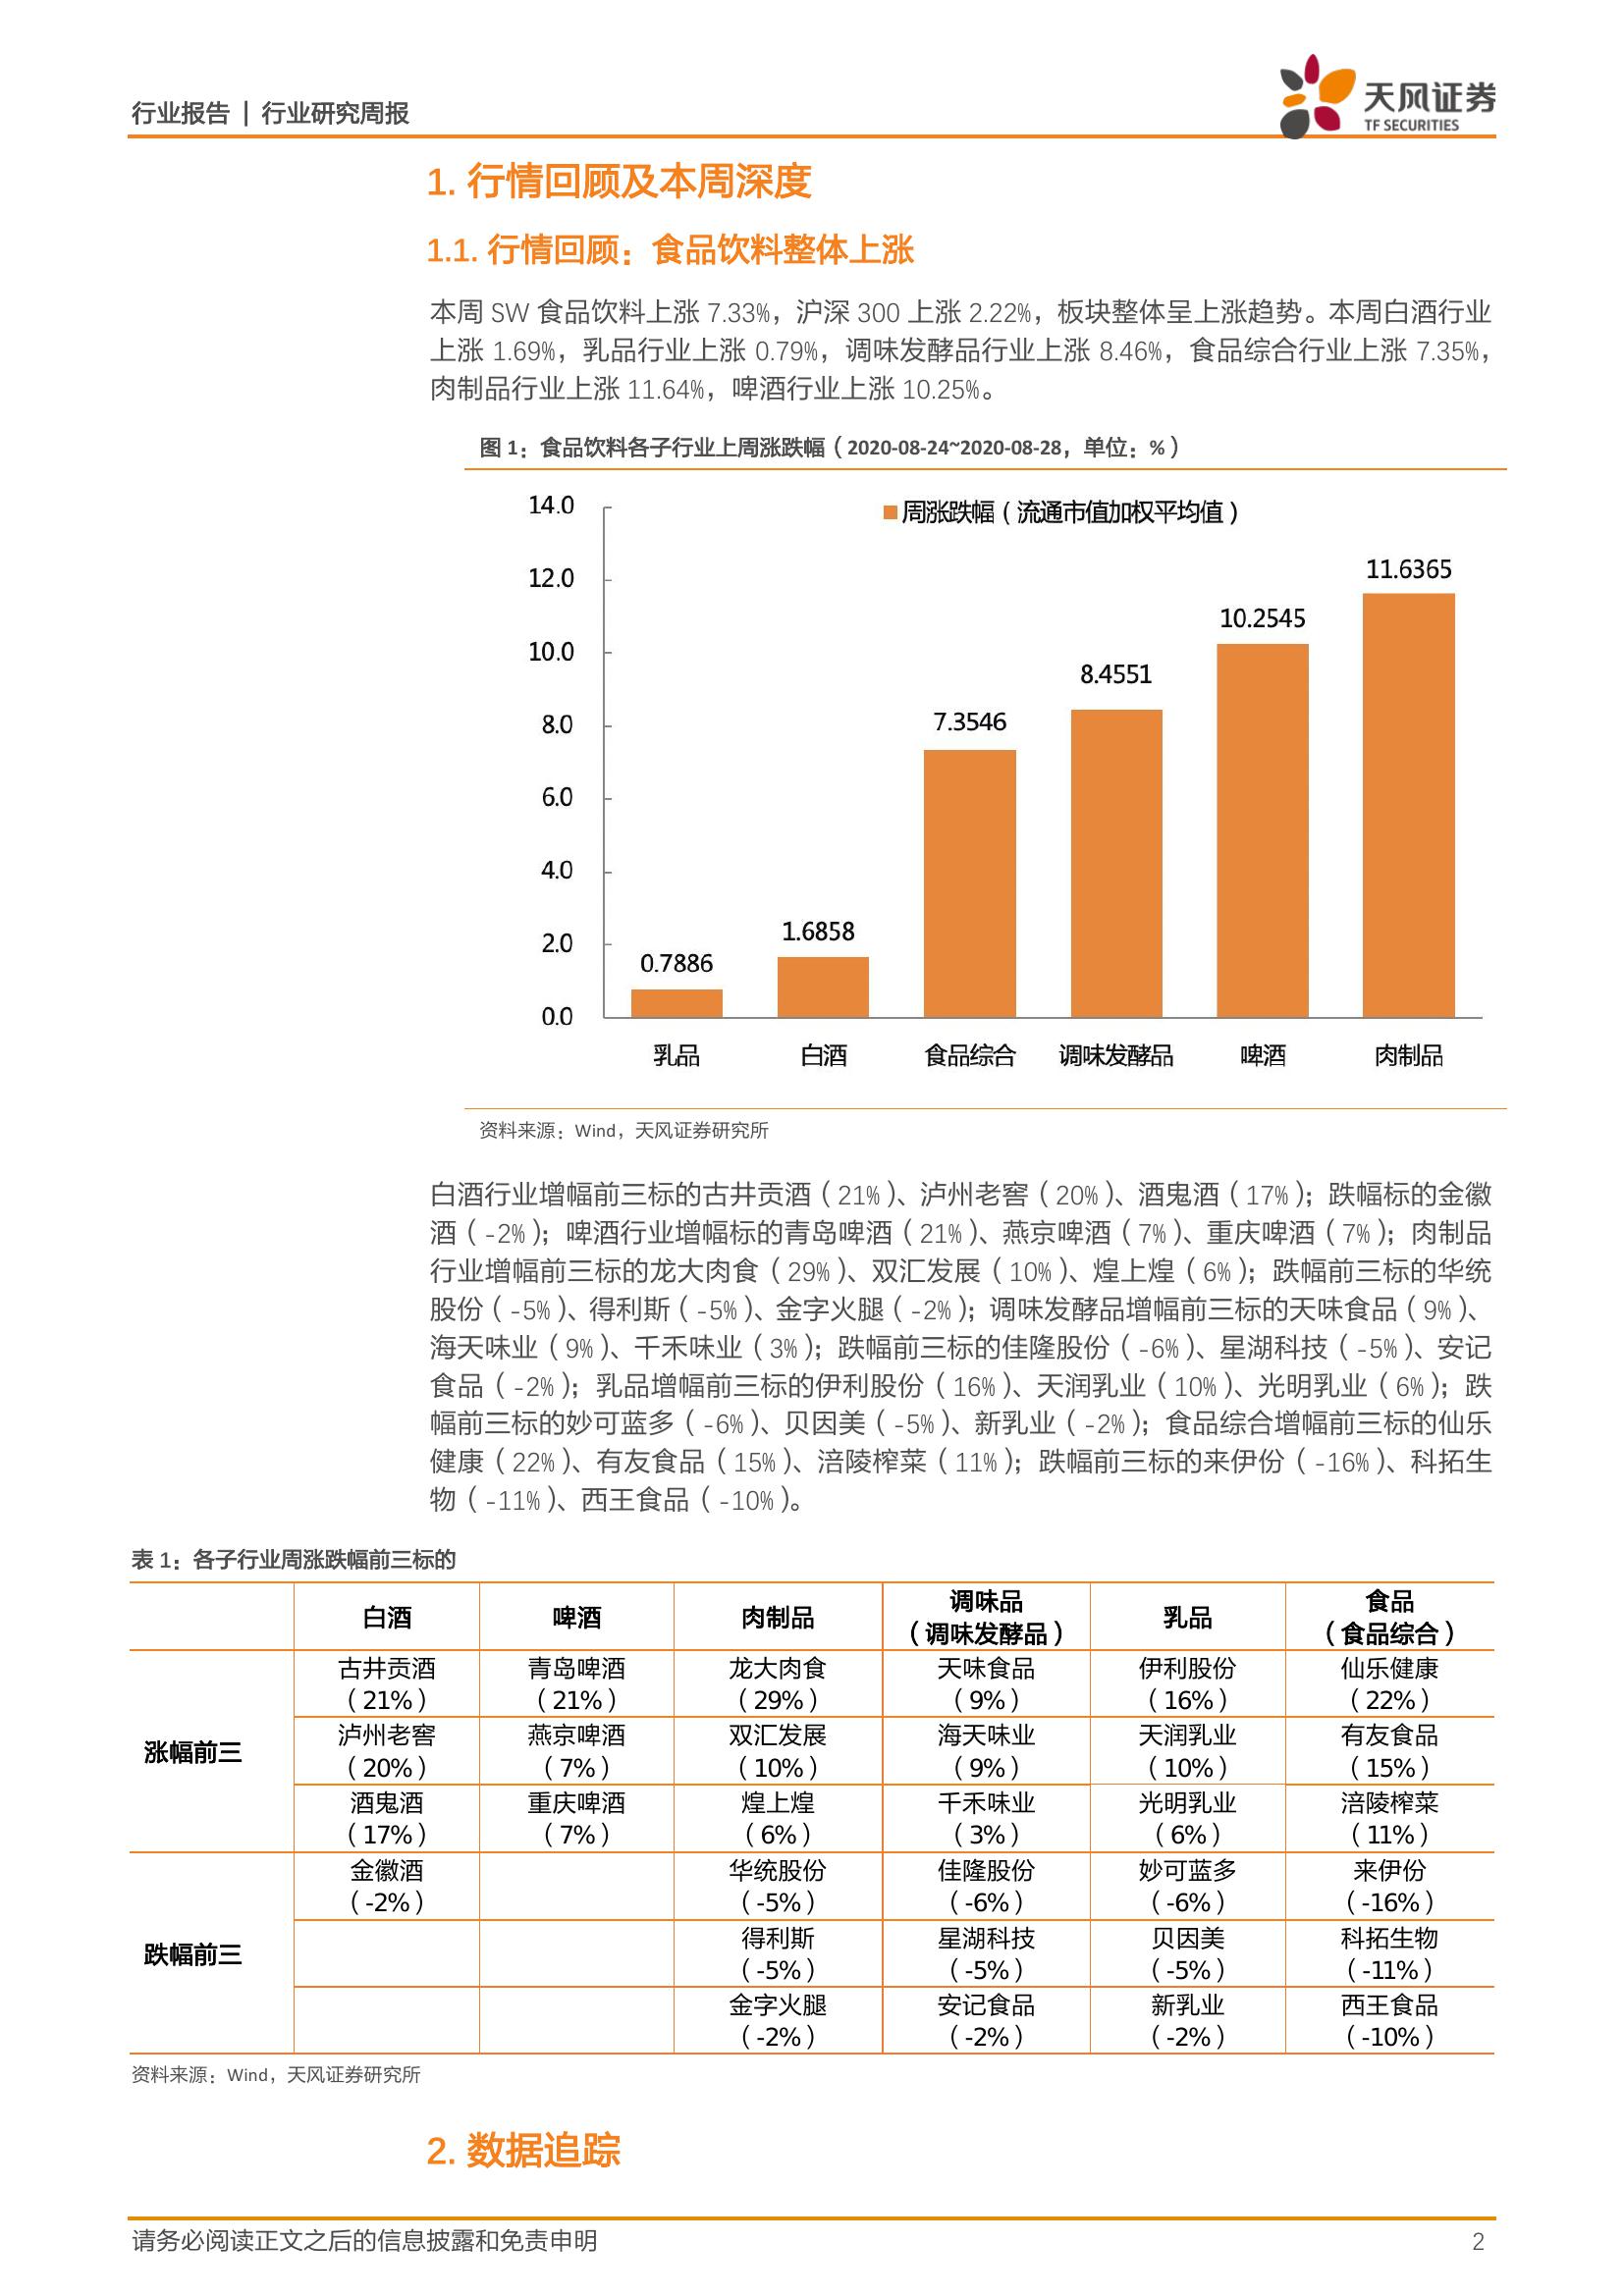 行业报告 | 行业研究周报
天风证券
TF SECURITIES
1. 行情回顾及本周深度
1.1. 行情回顾：食品饮料整体上涨
本周 SW 食品饮料上涨 7.33%，沪深 300 上涨 2.22%，板块整体呈上涨趋势。本周白酒行业
上涨 1.69%，乳品行业上涨 0.79%，调味发酵品行业上涨 8.46%，食品综合行业上涨 7.35%，
肉制品行业上涨 11.64%，啤酒行业上涨 10.25%。
图 1：食品饮料各子行业上周涨跌幅（2020-08-24~2020-08-28，单位：%）
周涨跌幅（流通市值加权平均值）
14.0
12.0
10.0
8.0
6.0
4.0
2.0
0.0
0.7886
1.6858
7.3546
8.4551
10.2545
11.6365
乳品 白酒 食品综合 调味发酵品 啤酒 肉制品
资料来源：Wind，天风证券研究所
白酒行业增幅前三标的古井贡酒（21%）、泸州老窖（20%）、酒鬼酒（17%）；跌幅标的金徽
酒（-2%）；啤酒行业增幅标的青岛啤酒（21%）、燕京啤酒（7%）、重庆啤酒（7%）；肉制品
行业增幅前三标的龙大肉食（29%）、双汇发展（10%）、煌上煌（6%）；跌幅前三标的华统
股份（-5%）、得利斯（-5%）、金字火腿（-2%）；调味发酵品增幅前三标的天味食品（9%）、
海天味业（9%）、千禾味业（3%）；跌幅前三标的佳隆股份（-6%）、星湖科技（-5%）、安记
食品（-2%）；乳品增幅前三标的伊利股份（16%）、天润乳业（10%）、光明乳业（6%）；跌
幅前三标的妙可蓝多（-6%）、贝因美（-5%）、新乳业（-2%）；食品综合增幅前三标的仙乐
健康（22%）、有友食品（15%）、涪陵榨菜（11%）；跌幅前三标的来伊份（-16%）、科拓生
物（-11%）、西王食品（-10%）。
表 1：各子行业周涨跌幅前三标的
白酒 啤酒 肉制品 调味品 乳品 食品
（调味发酵品） （食品综合）
涨幅前三
古井贡酒 青岛啤酒 龙大肉食 天味食品 伊利股份 仙乐健康
（21%） （21%） （29%） （9%） （16%） （22%）
泸州老窖 燕京啤酒 双汇发展 海天味业 天润乳业 有友食品
（20%） （7%） （10%） （9%） （10%） （15%）
酒鬼酒 重庆啤酒 煌上煌 千禾味业 光明乳业 涪陵榨菜
（17%） （7%） （6%） （3%） （6%） （11%）
跌幅前三
金徽酒 华统股份 佳隆股份 妙可蓝多 来伊份
（-2%） （-5%） （-6%） （-6%） （-16%）
得利斯 星湖科技 贝因美 科拓生物
（-5%） （-5%） （-5%） （-11%）
金字火腿 安记食品 新乳业 西王食品
（-2%） （-2%） （-2%） （-10%）
资料来源：Wind，天风证券研究所
2. 数据追踪
请务必阅读正文之后的信息披露和免责申明 2